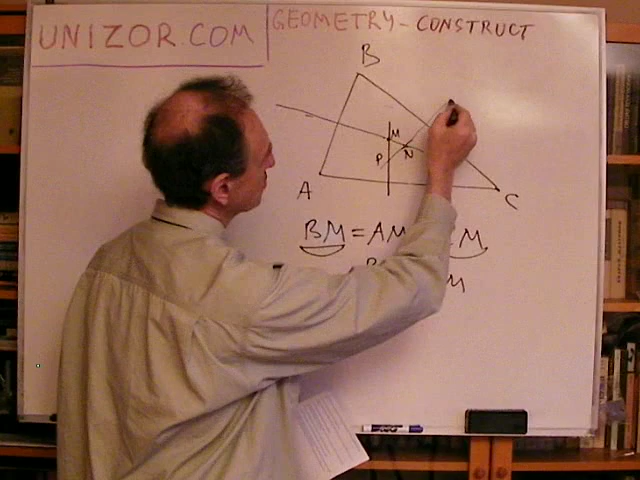 UNIZOR.COM
GEOMETRY - CONSTRUCT
B
M
P N
A
C
BM = AM M
B M